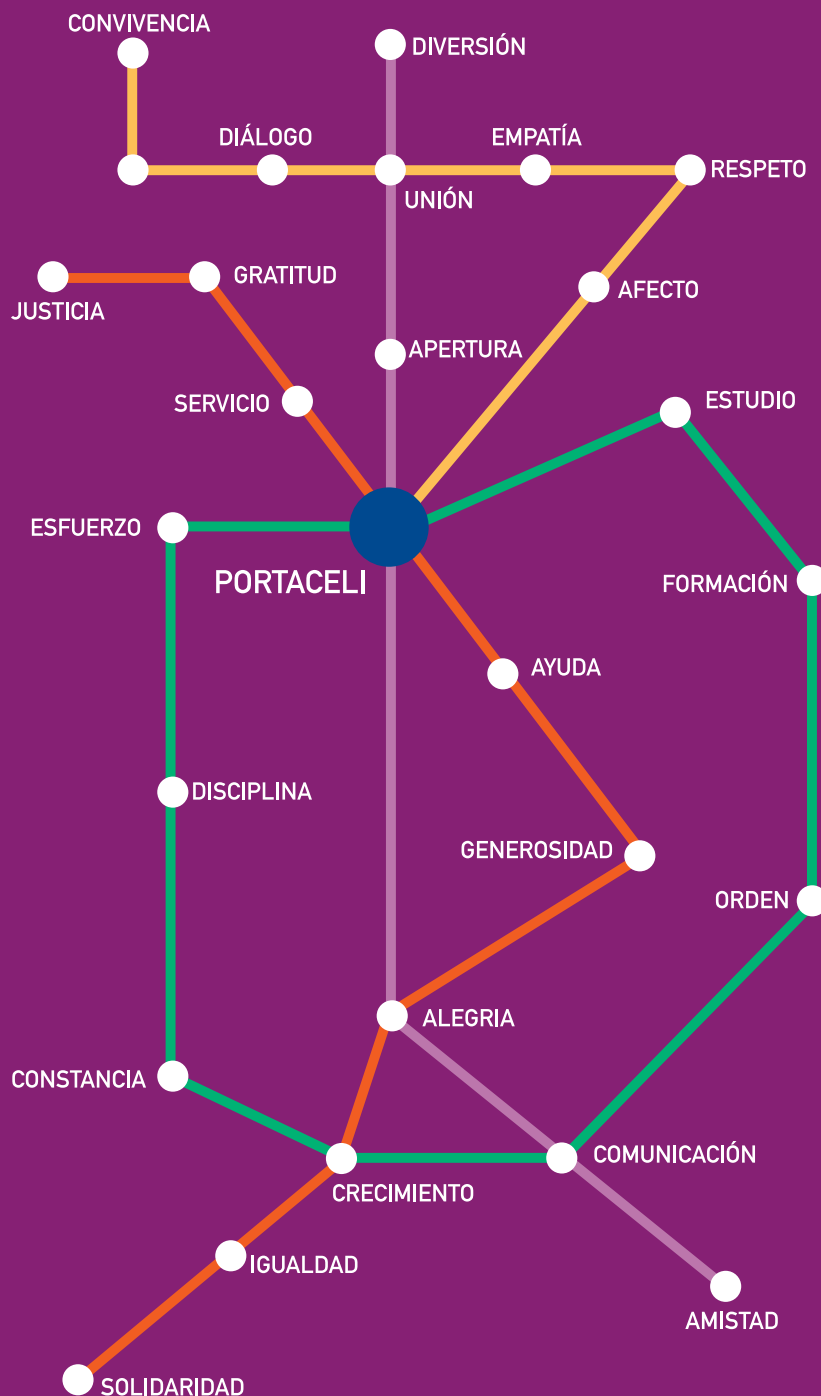 CONVIVENCIA
DIVERSIÓN
DIÁLOGO
EMPATÍA
RESPETO
UNIÓN
GRATITUD
AFECTO
JUSTICIA
APERTURA
ESTUDIO
SERVICIO
ESFUERZO
PORTACELI
FORMACIÓN
AYUDA
DISCIPLINA
GENEROSIDAD
ORDEN
ALEGRIA
CONSTANCIA
COMUNICACIÓN
CRECIMIENTO
IGUALDAD
AMISTAD
SOLIDARIDAD